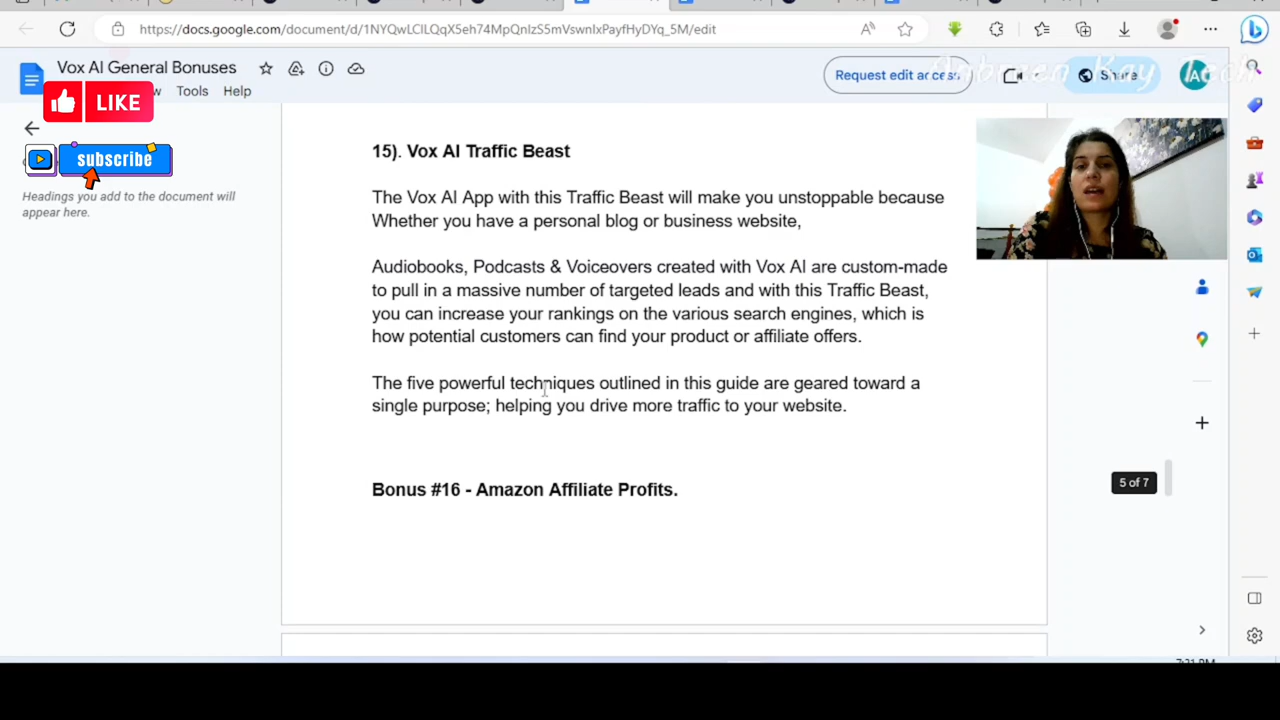 https://docs.google.com/document/d/1NYQwLClLQqX5eh74MpQnIzS5mVswnIxPayfHyDYq_5M/edit
Vox AI General Bonuses
Request edit access
Share
LIKE
Tools
Help
subscribe
Headings you add to the document will
appear here.
15). Vox AI Traffic Beast
The Vox AI App with this Traffic Beast will make you unstoppable because
Whether you have a personal blog or business website,
Audiobooks, Podcasts & Voiceovers created with Vox AI are custom-made
to pull in a massive number of targeted leads and with this Traffic Beast,
you can increase your rankings on the various search engines, which is
how potential customers can find your product or affiliate offers.
The five powerful techniques outlined in this guide are geared toward a
single purpose; helping you drive more traffic to your website.
Bonus #16 - Amazon Affiliate Profits.
5 of 7